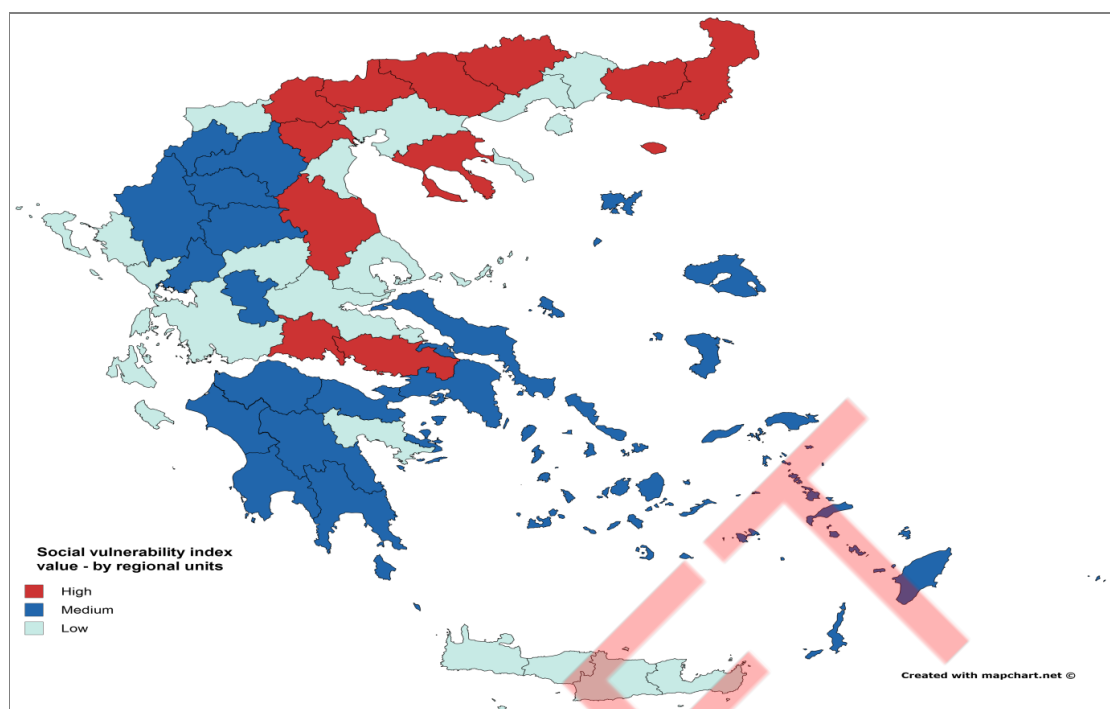 Social vulnerability index
value - by regional units
High
Medium
Low
Created with mapchart.net ©